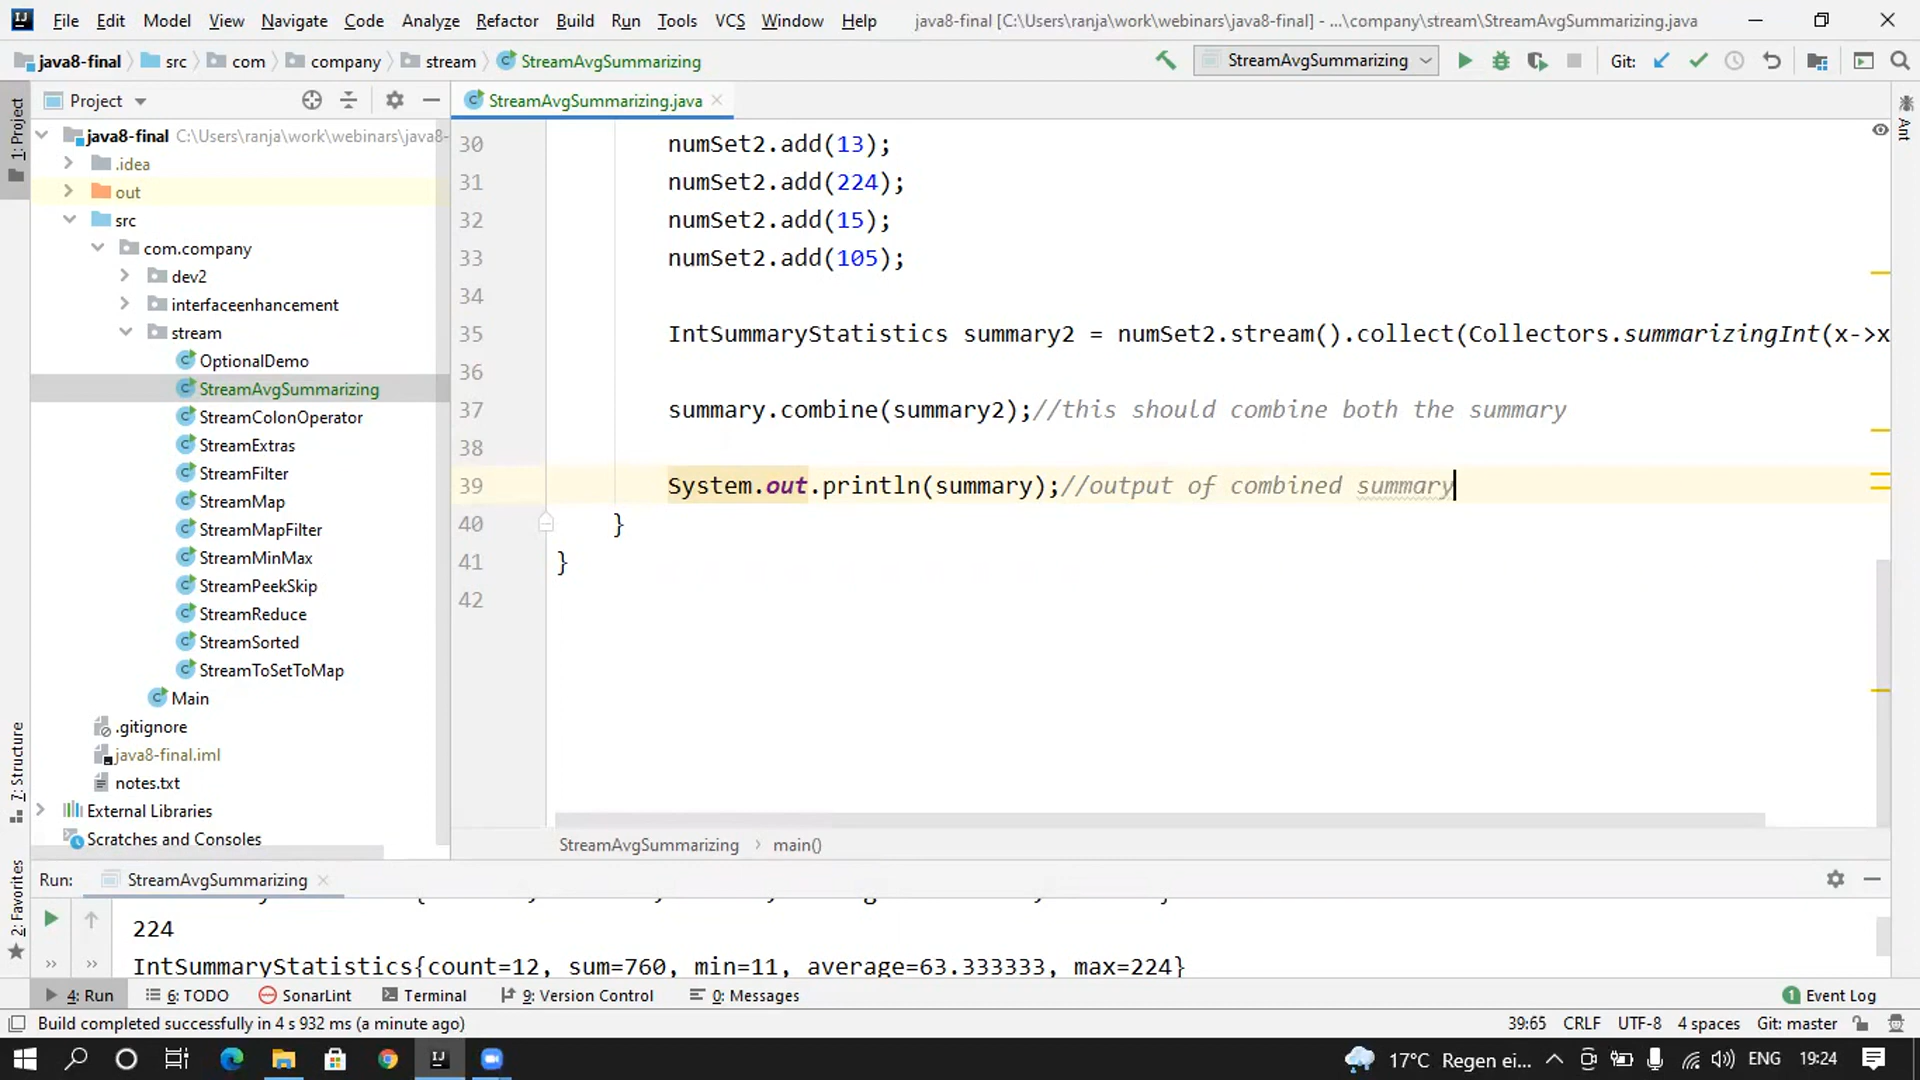 File Edit Model View Navigate Code Analyze Refactor Build Run Tools VCS Window Help java8-final [C:\Users\ranja\work\webinars\java8-final] - ...\company\stream\StreamAvgSummarizing.java
java8-final src com company stream StreamAvgSummarizing StreamAvgSummarizing Git:
1: Project
Project
StreamAvgSummarizing.java
Ant
java8-final C:\Users\ranja\work\webinars\java8-
.idea
out
src
com.company
dev2
interfaceenhancement
stream
OptionalDemo
StreamAvgSummarizing
StreamColonOperator
StreamExtras
StreamFilter
StreamMap
StreamMapFilter
StreamMinMax
StreamPeekSkip
StreamReduce
StreamSorted
StreamToSetToMap
Main
.gitignore
java8-final.iml
notes.txt
External Libraries
Scratches and Consoles
30 numSet2.add(13);
31 numSet2.add(224);
32 numSet2.add(15);
33 numSet2.add(105);
34
35 IntSummaryStatistics summary2 = numSet2.stream().collect(Collectors.summarizingInt(x->x
36
37 summary.combine(summary2);//this should combine both the summary
38
39 System.out.println(summary);//output of combined summary
40 }
41 }
42
StreamAvgSummarizing › main()
7: Structure
2: Favorites
Run: StreamAvgSummarizing
224
IntSummaryStatistics{count=12, sum=760, min=11, average=63.333333, max=224}
4: Run 6: TODO SonarLint Terminal 9: Version Control 0: Messages 1 Event Log
Build completed successfully in 4 s 932 ms (a minute ago) 39:65 CRLF UTF-8 4 spaces Git: master
17°C Regen ei... ENG 19:24